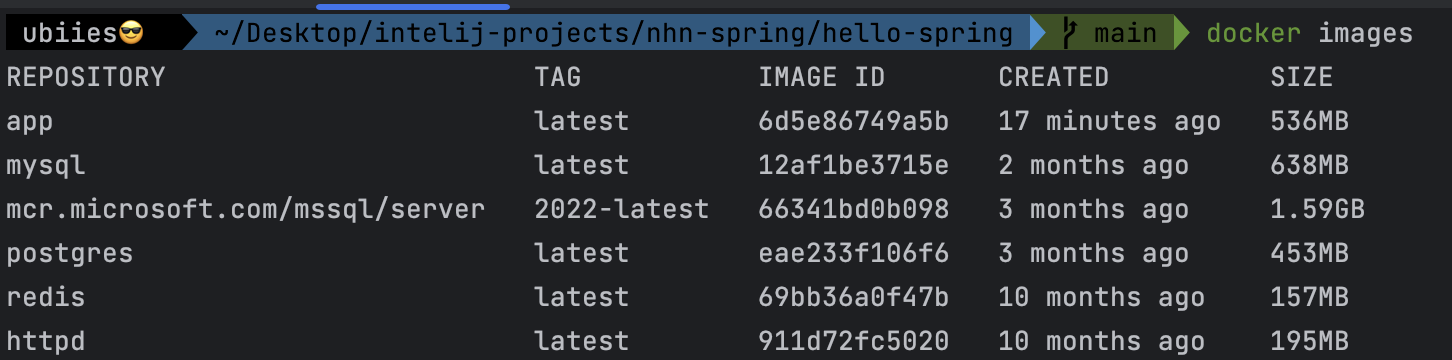 ubiies😎 ~/Desktop/intelij-projects/nhn-spring/hello-spring main docker images
REPOSITORY TAG IMAGE ID CREATED SIZE
app latest 6d5e86749a5b 17 minutes ago 536MB
mysql latest 12af1be3715e 2 months ago 638MB
mcr.microsoft.com/mssql/server 2022-latest 66341bd0b098 3 months ago 1.59GB
postgres latest eae233f106f6 3 months ago 453MB
redis latest 69bb36a0f47b 10 months ago 157MB
httpd latest 911d72fc5020 10 months ago 195MB